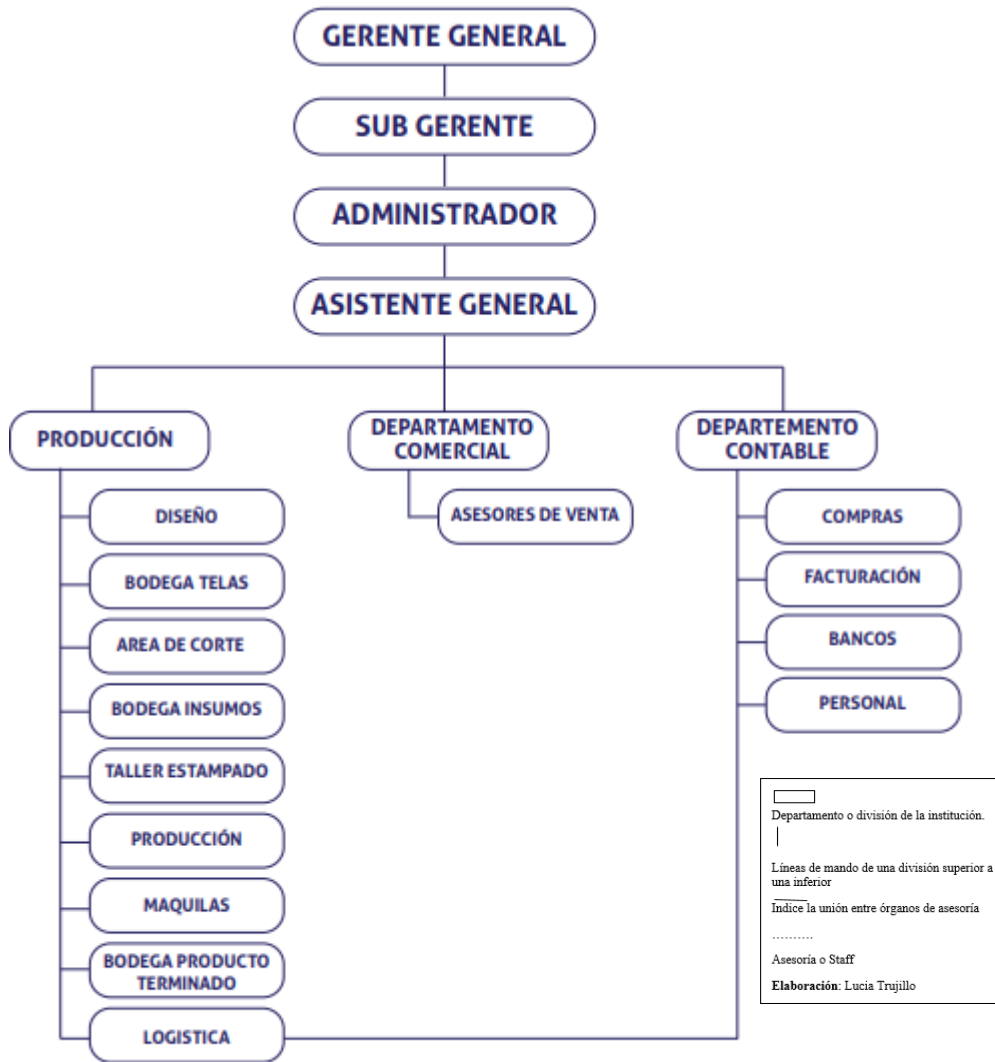 GERENTE GENERAL
SUB GERENTE
ADMINISTRADOR
ASISTENTE GENERAL
PRODUCCIÓN
DISEÑO
BODEGA TELAS
AREA DE CORTE
BODEGA INSUMOS
TALLER ESTAMPADO
PRODUCCIÓN
MAQUILAS
BODEGA PRODUCTO
TERMINADO
LOGISTICA
DEPARTAMENTO
COMERCIAL
ASESORES DE VENTA
DEPARTEMENTO
CONTABLE
COMPRAS
FACTURACIÓN
BANCOS
PERSONAL
Departamento o división de la institución.
Líneas de mando de una división superior a
una inferior
Indice la unión entre órganos de asesoría
..........
Asesoría o Staff
Elaboración: Lucia Trujillo